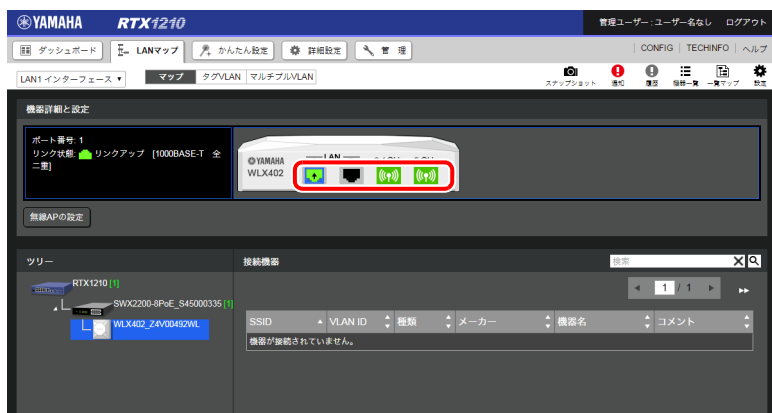 YAMAHA RTX1210 管理ユーザー：ユーザー名なし ログアウト
ダッシュボード LANマップ かんたん設定 詳細設定 管 理 CONFIG TECHINFO ヘルプ
LAN1 インターフェース マップ タグVLAN マルチプルVLAN スナップショット 通知 履歴 機器一覧 一覧マップ 設定
機器詳細と設定
ポート番号: 1
リンク状態: リンクアップ [1000BASE-T 全
二重]
YAMAHA LAN
WLX402
無線APの設定
ツリー 接続機器 検索
RTX1210 [1] 1 / 1
SWX2200-8PoE_S45000335 [1]
WLX402_Z4V00492WL
SSID VLAN ID 種類 メーカー 機器名 コメント
機器が接続されていません。